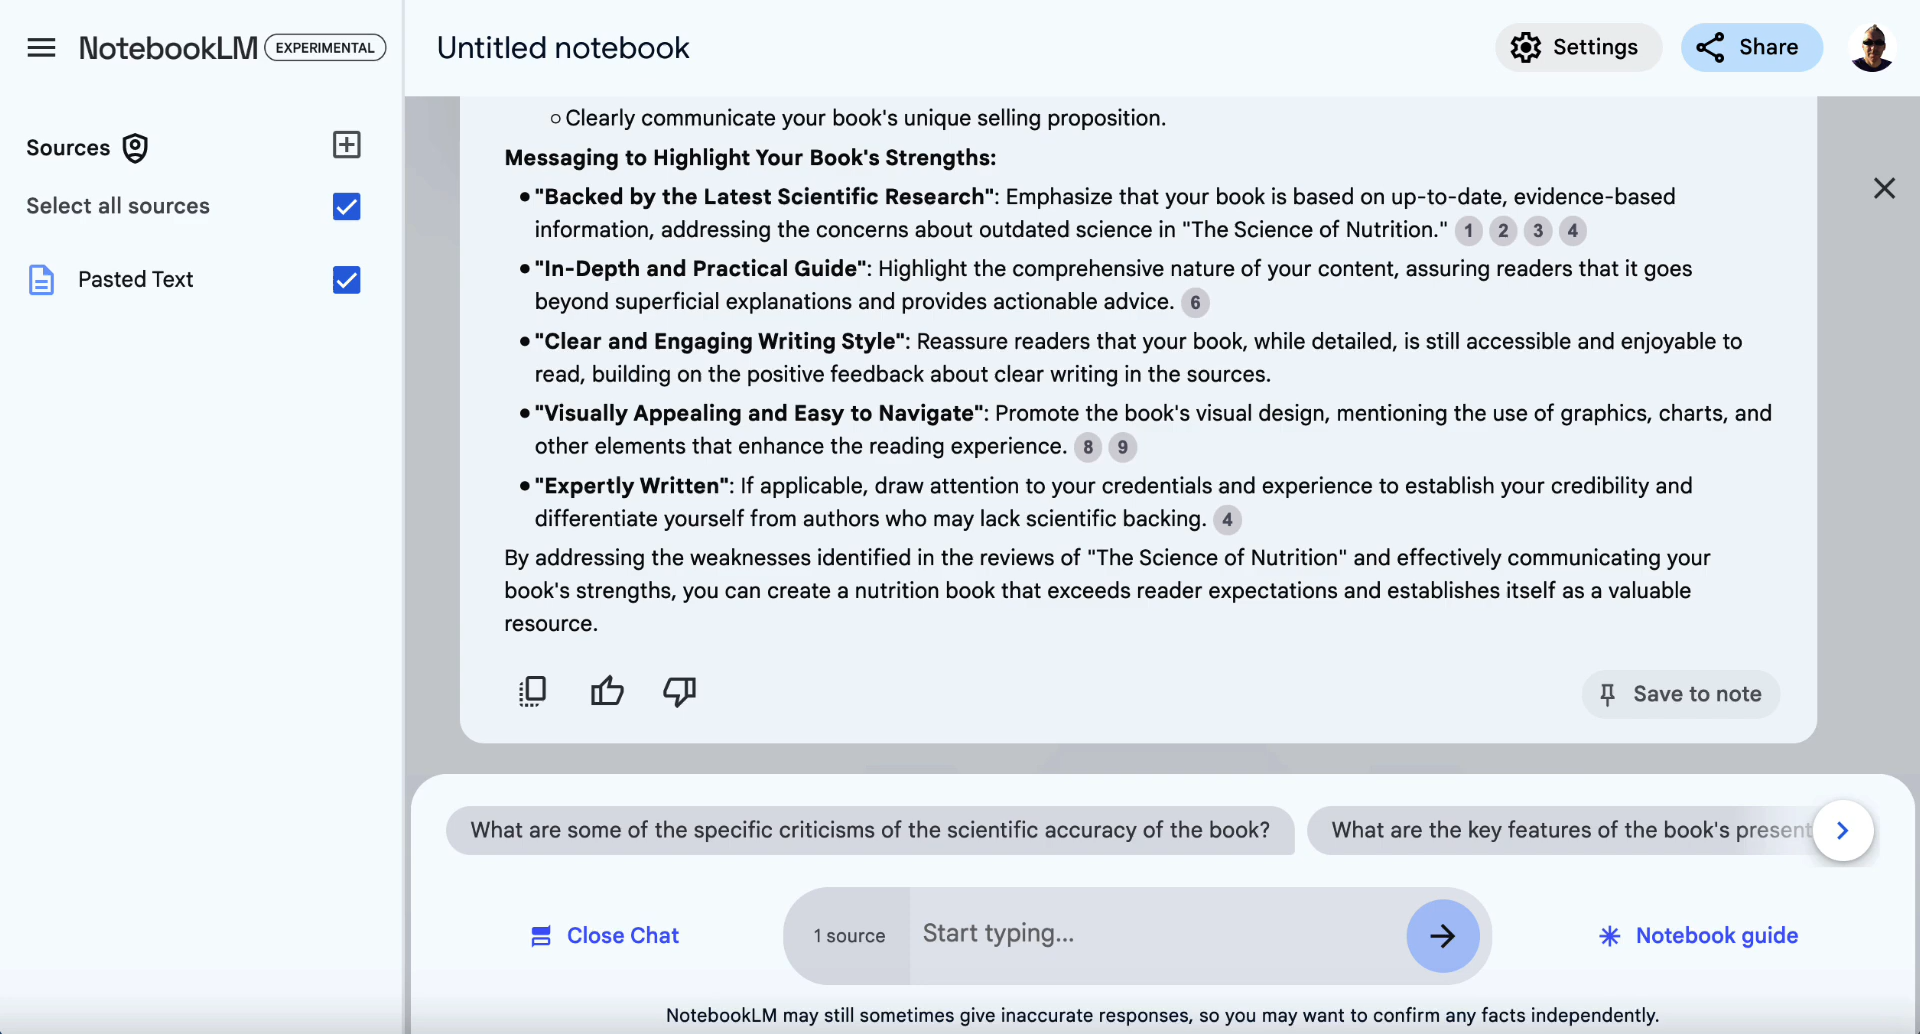 NotebookLM EXPERIMENTAL
Untitled notebook
Settings
Share
Sources
Select all sources
Pasted Text
○ Clearly communicate your book's unique selling proposition.
Messaging to Highlight Your Book's Strengths:
● "Backed by the Latest Scientific Research": Emphasize that your book is based on up-to-date, evidence-based
information, addressing the concerns about outdated science in "The Science of Nutrition." 1 2 3 4
● "In-Depth and Practical Guide": Highlight the comprehensive nature of your content, assuring readers that it goes
beyond superficial explanations and provides actionable advice. 6
● "Clear and Engaging Writing Style": Reassure readers that your book, while detailed, is still accessible and enjoyable to
read, building on the positive feedback about clear writing in the sources.
● "Visually Appealing and Easy to Navigate": Promote the book's visual design, mentioning the use of graphics, charts, and
other elements that enhance the reading experience. 8 9
● "Expertly Written": If applicable, draw attention to your credentials and experience to establish your credibility and
differentiate yourself from authors who may lack scientific backing. 4
By addressing the weaknesses identified in the reviews of "The Science of Nutrition" and effectively communicating your
book's strengths, you can create a nutrition book that exceeds reader expectations and establishes itself as a valuable
resource.
Save to note
What are some of the specific criticisms of the scientific accuracy of the book?
What are the key features of the book's present
Close Chat
1 source
Start typing...
Notebook guide
NotebookLM may still sometimes give inaccurate responses, so you may want to confirm any facts independently.